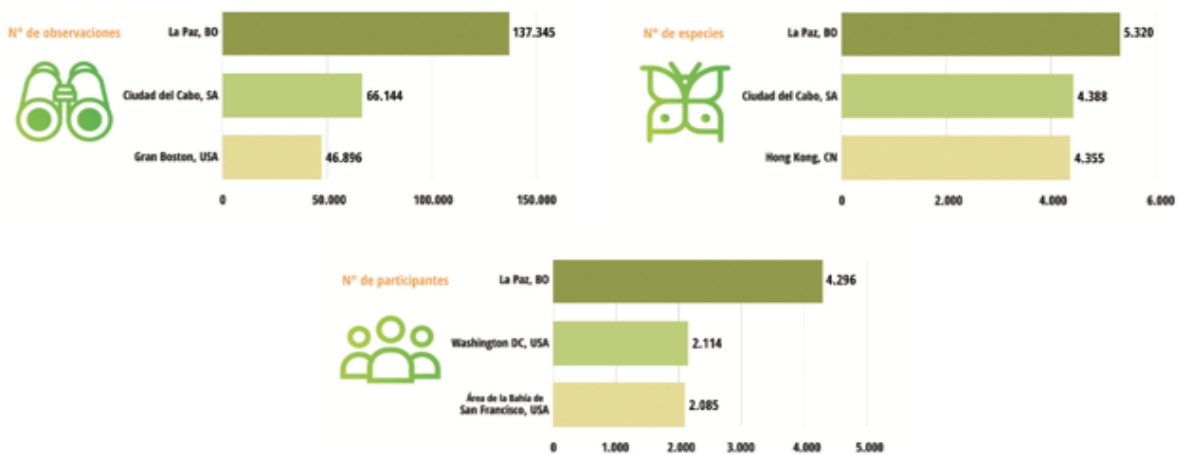 N° de observaciones
La Paz, BO
137.345
Ciudad del Cabo, SA
66.144
Gran Boston, USA
46.896
0
50.000
100.000
150.000
N° de especies
La Paz, BO
5.320
Ciudad del Cabo, SA
4.388
Hong Kong, CN
4.355
0
2.000
4.000
6.000
N° de participantes
La Paz, BO
4.296
Washington DC, USA
2.114
Área de la Bahía de
San Francisco, USA
2.085
0
1.000
2.000
3.000
4.000
5.000